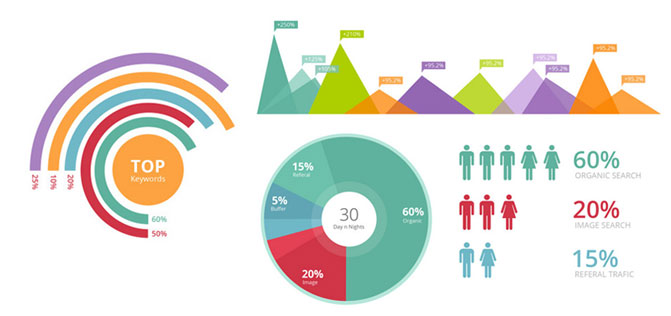 TOP
Keywords
25%
10%
20%
60%
50%
+250%
+125%
+105%
+210%
+95.2%
+95.2%
+95.2%
+95.2%
+95.2%
+95.2%
+95.2%
15%
Referal
5%
Buffer
20%
Image
60%
Organic
30
Day n Nights
60%
ORGANIC SEARCH
20%
IMAGE SEARCH
15%
REFERAL TRAFIC